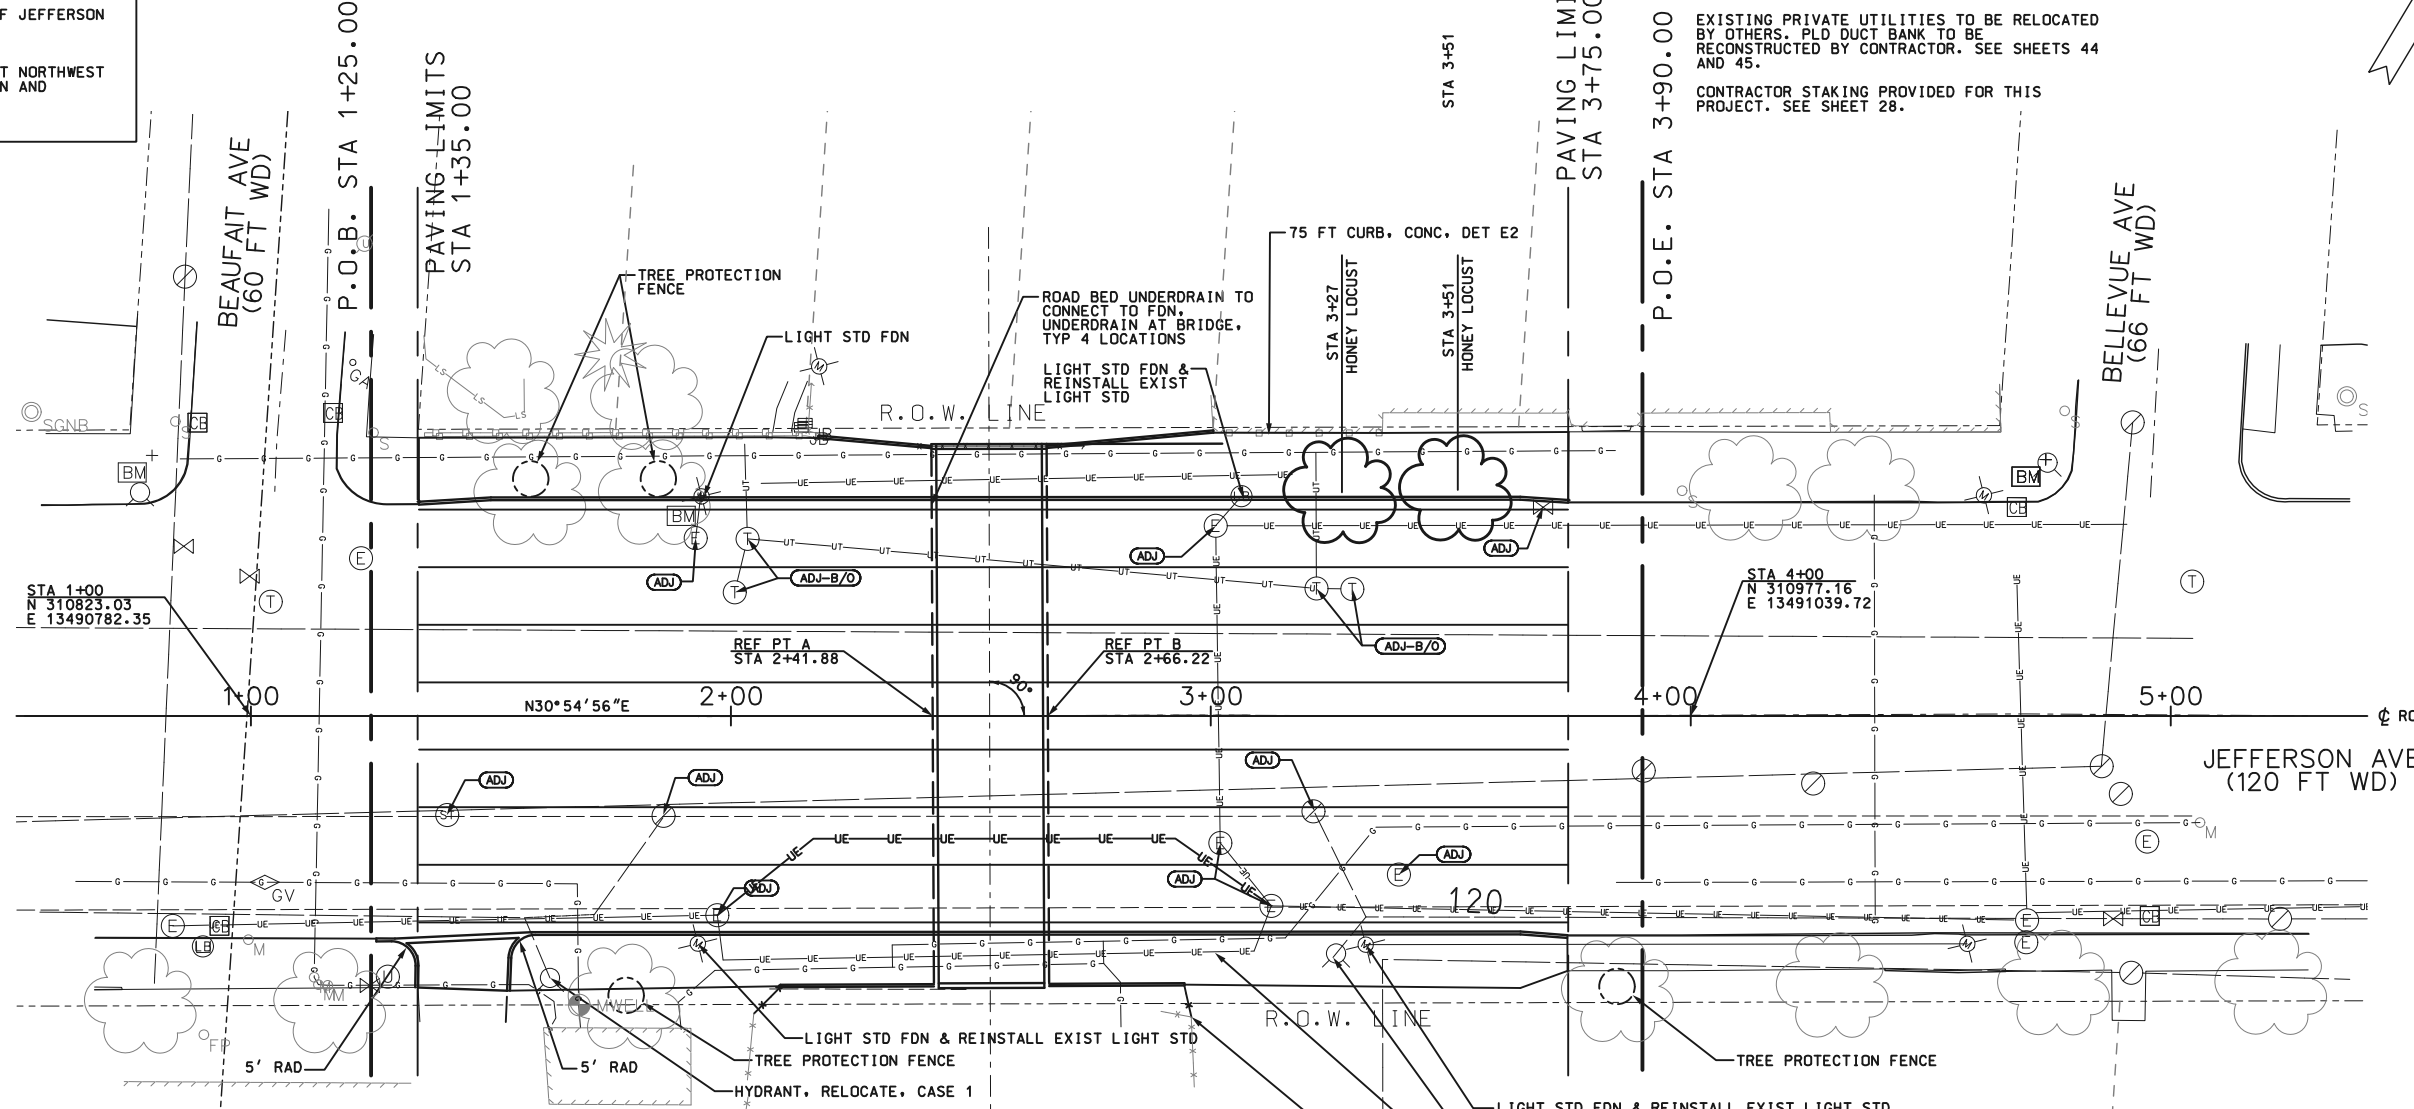 F JEFFERSON
T NORTHWEST
N AND
P.O.B. STA 1+25.00
PAVING LIMITS
STA 1+35.00
STA 3+51
PAVING LIMI
STA 3+75.00
P.O.E. STA 3+90.00
EXISTING PRIVATE UTILITIES TO BE RELOCATED
BY OTHERS. PLD DUCT BANK TO BE
RECONSTRUCTED BY CONTRACTOR. SEE SHEETS 44
AND 45.
CONTRACTOR STAKING PROVIDED FOR THIS
PROJECT. SEE SHEET 28.
BEAUFAIT AVE
(60 FT WD)
BELLEVUE AVE
(66 FT WD)
75 FT CURB, CONC, DET E2
TREE PROTECTION
FENCE
LIGHT STD FDN
ROAD BED UNDERDRAIN TO
CONNECT TO FDN,
UNDERDRAIN AT BRIDGE,
TYP 4 LOCATIONS
LIGHT STD FDN &
REINSTALL EXIST
LIGHT STD
STA 3+27
HONEY LOCUST
STA 3+51
HONEY LOCUST
R.O.W. LINE
SGNB
CB
CB
GA
JB
BM
BM
BM
CB
ADJ
ADJ-B/O
ADJ
ADJ
ADJ-B/O
STA 1+00
N 310823.03
E 13490782.35
STA 4+00
N 310977.16
E 13491039.72
REF PT A
STA 2+41.88
REF PT B
STA 2+66.22
90°
1+00
2+00
3+00
4+00
5+00
N30°54'56"E
℄ RO
JEFFERSON AVE
(120 FT WD)
ADJ
ADJ
ADJ
ADJ
ADJ
ADJ
120
GV
CB
LB
M
CB
M
MM
MWELL
FP
R.O.W. LINE
5' RAD
5' RAD
LIGHT STD FDN & REINSTALL EXIST LIGHT STD
TREE PROTECTION FENCE
HYDRANT, RELOCATE, CASE 1
TREE PROTECTION FENCE
LIGHT STD FDN & REINSTALL EXIST LIGHT STD